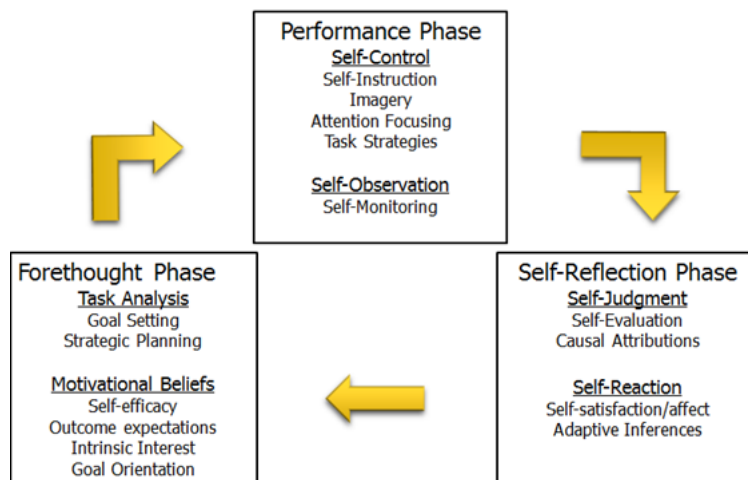 Performance Phase
Self-Control
Self-Instruction
Imagery
Attention Focusing
Task Strategies
Self-Observation
Self-Monitoring
Forethought Phase
Task Analysis
Goal Setting
Strategic Planning
Motivational Beliefs
Self-efficacy
Outcome expectations
Intrinsic Interest
Goal Orientation
Self-Reflection Phase
Self-Judgment
Self-Evaluation
Causal Attributions
Self-Reaction
Self-satisfaction/affect
Adaptive Inferences